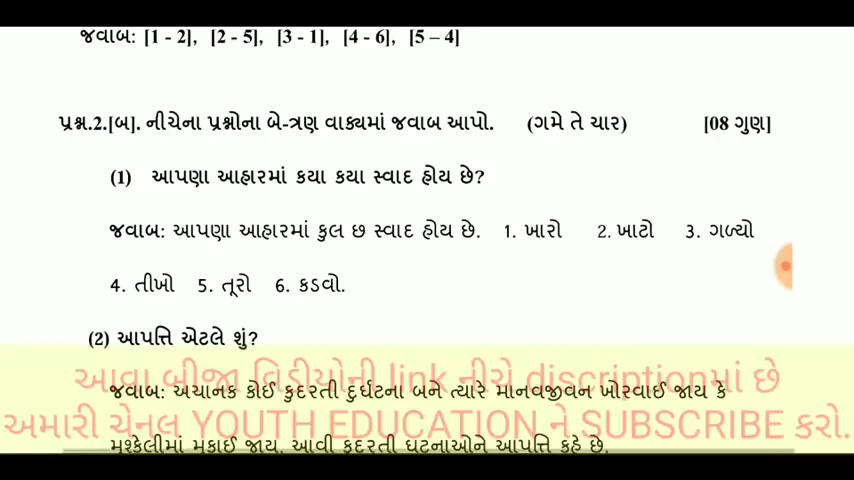 જવાબ: [1 - 2], [2 - 5], [3 - 1], [4 - 6], [5 – 4]
પ્રશ્ન.2.[બ]. નીચેના પ્રશ્નોના બે-ત્રણ વાક્યમાં જવાબ આપો. (ગમે તે ચાર) [08 ગુણ]
(1) આપણા આહારમાં કયા કયા સ્વાદ હોય છે?
જવાબ: આપણા આહારમાં કુલ છ સ્વાદ હોય છે. 1. ખારો 2. ખાટો 3. ગળ્યો
4. તીખો 5. તૂરો 6. કડવો.
(2) આપત્તિ એટલે શું?
આવા બીજા વિડીયોની link નીચે discriptionમાં છે
જવાબ: અચાનક કોઈ કુદરતી દુર્ઘટના બને ત્યારે માનવજીવન ખોરવાઈ જાય કે
અમારી ચેનલ YOUTH EDUCATION ને SUBSCRIBE કરો.
મુશ્કેલીમાં મુકાઈ જાય. આવી કુદરતી ઘટનાઓને આપત્તિ કહે છે.